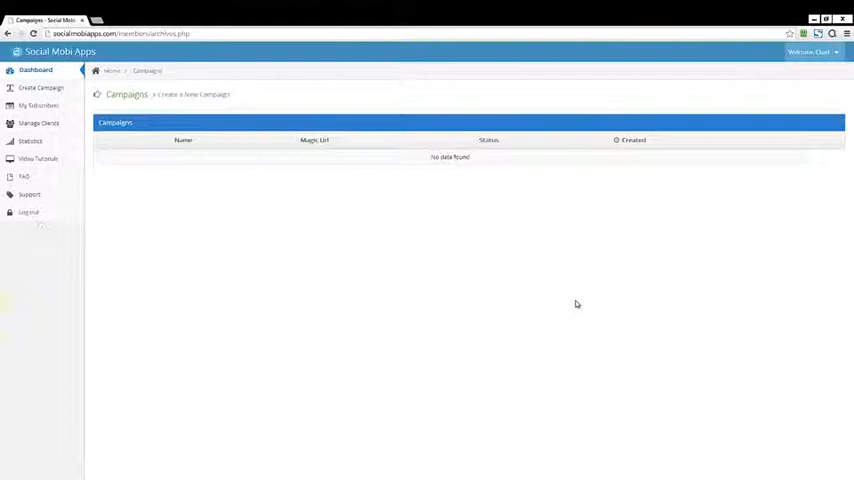 Campaigns - Social Mobi
socialmobiapps.com/members/archivis.php
Social Mobi Apps
Welcome, Chad
Dashboard
Home > Campaigns
Create Campaign
Campaigns » Create a New Campaign
My Subscribers
Manage Clients
Campaigns
Statistics
Name Magic Url Status Created
Video Tutorials
No data found
FAQ
Support
Logout